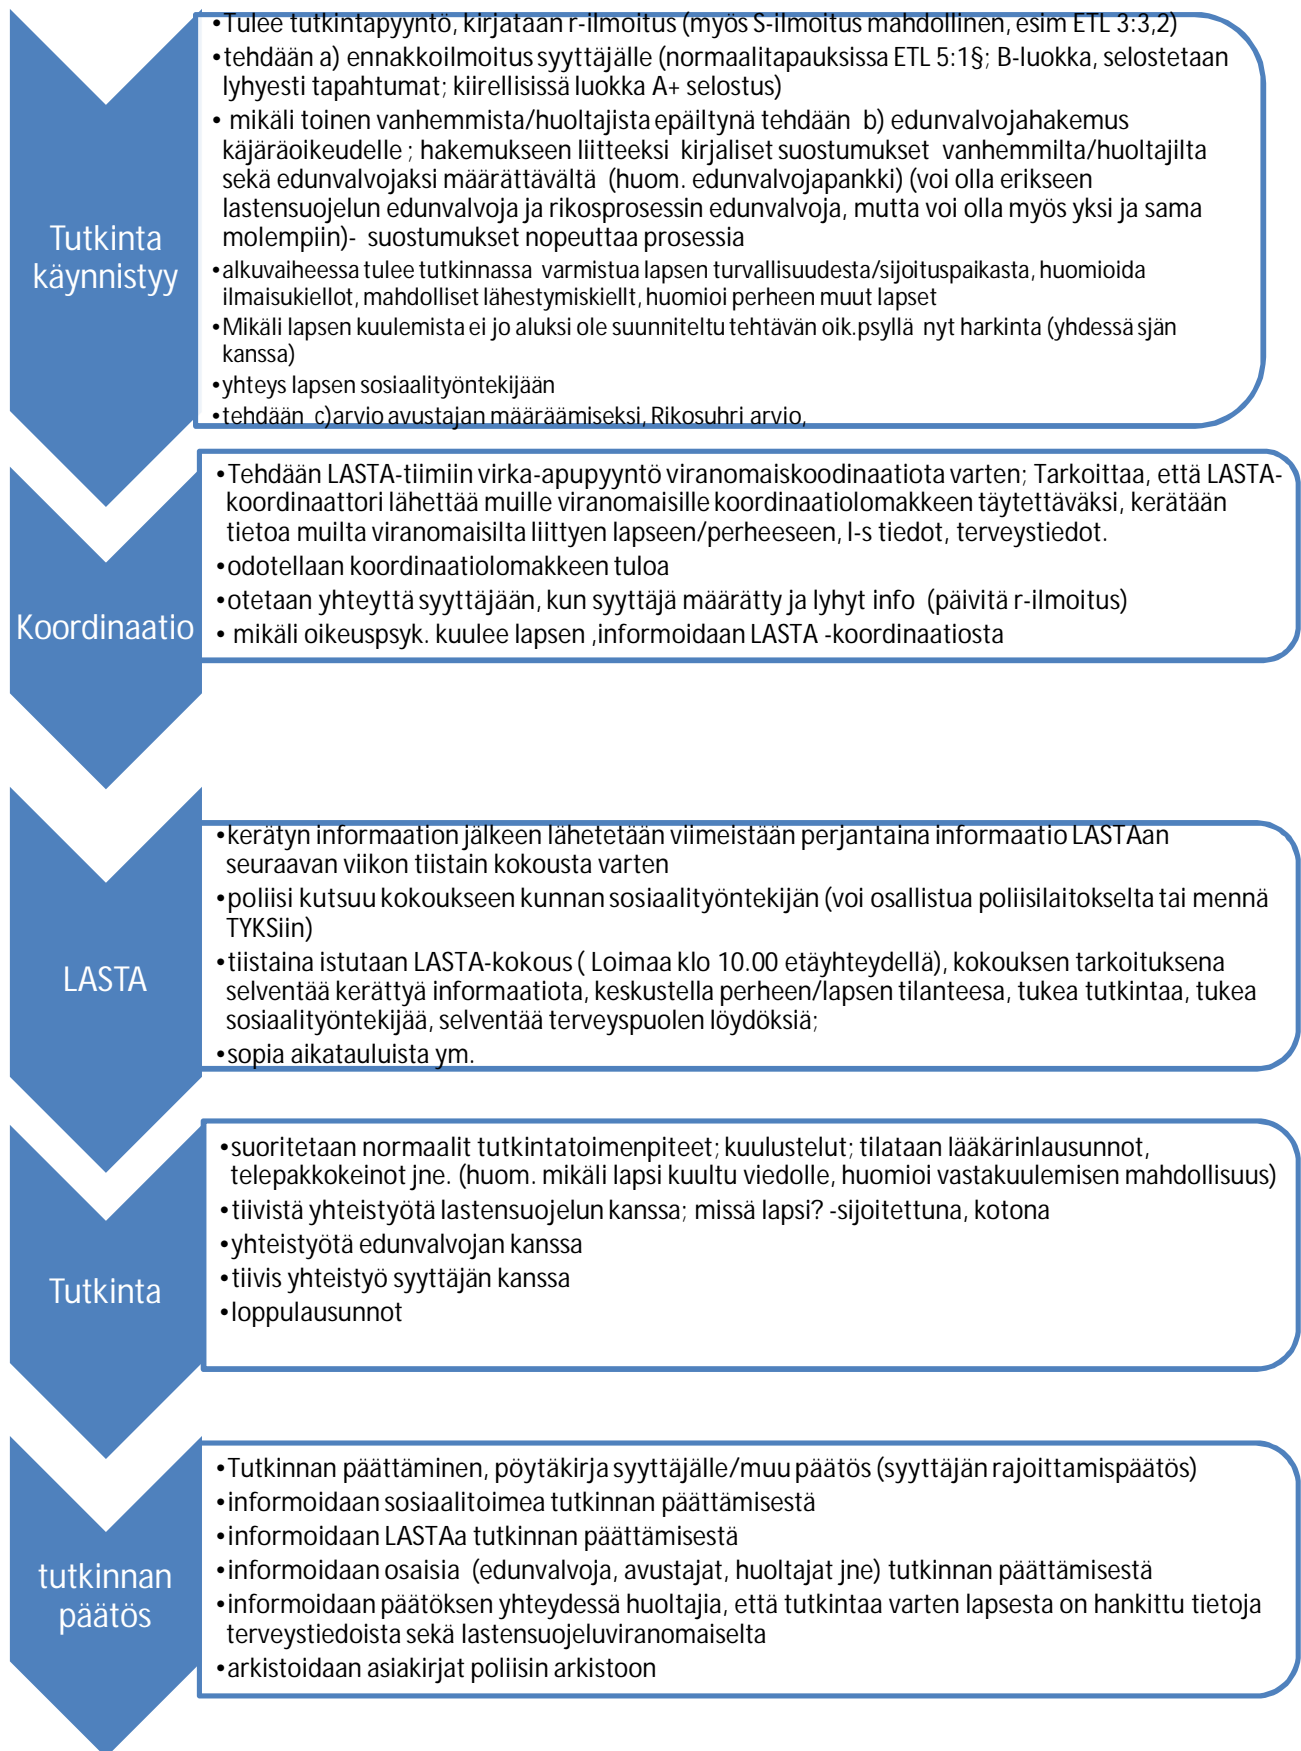 Tutkinta
käynnistyy
•Tulee tutkintapyyntö, kirjataan r-ilmoitus (myös S-ilmoitus mahdollinen, esim ETL 3:3,2)
•tehdään a) ennakkoilmoitus syyttäjälle (normaalitapauksissa ETL 5:1§; B-luokka, selostetaan
lyhyesti tapahtumat; kiirellisissä luokka A+ selostus)
• mikäli toinen vanhemmista/huoltajista epäiltynä tehdään b) edunvalvojahakemus
käjäräoikeudelle ; hakemukseen liitteeksi kirjaliset suostumukset vanhemmilta/huoltajilta
sekä edunvalvojaksi määrättävältä (huom. edunvalvojapankki) (voi olla erikseen
lastensuojelun edunvalvoja ja rikosprosessin edunvalvoja, mutta voi olla myös yksi ja sama
molempiin)- suostumukset nopeuttaa prosessia
•alkuvaiheessa tulee tutkinnassa varmistua lapsen turvallisuudesta/sijoituspaikasta, huomioida
ilmaisukiellot, mahdolliset lähestymiskiellt, huomioi perheen muut lapset
•Mikäli lapsen kuulemista ei jo aluksi ole suunniteltu tehtävän oik.psyllä nyt harkinta (yhdessä sjän
kanssa)
•yhteys lapsen sosiaalityöntekijään
•tehdään c)arvio avustajan määräämiseksi, Rikosuhri arvio,
Koordinaatio
•Tehdään LASTA-tiimiin virka-apupyyntö viranomaiskoodinaatiota varten; Tarkoittaa, että LASTA-
koordinaattori lähettää muille viranomaisille koordinaatiolomakkeen täytettäväksi, kerätään
tietoa muilta viranomaisilta liittyen lapseen/perheeseen, l-s tiedot, terveystiedot.
•odotellaan koordinaatiolomakkeen tuloa
•otetaan yhteyttä syyttäjään, kun syyttäjä määrätty ja lyhyt info (päivitä r-ilmoitus)
• mikäli oikeuspsyk. kuulee lapsen ,informoidaan LASTA -koordinaatiosta
LASTA
•kerätyn informaation jälkeen lähetetään viimeistään perjantaina informaatio LASTAan
seuraavan viikon tiistain kokousta varten
•poliisi kutsuu kokoukseen kunnan sosiaalityöntekijän (voi osallistua poliisilaitokselta tai mennä
TYKSiin)
•tiistaina istutaan LASTA-kokous ( Loimaa klo 10.00 etäyhteydellä), kokouksen tarkoituksena
selventää kerättyä informaatiota, keskustella perheen/lapsen tilanteesa, tukea tutkintaa, tukea
sosiaalityöntekijää, selventää terveyspuolen löydöksiä;
•sopia aikatauluista ym.
Tutkinta
•suoritetaan normaalit tutkintatoimenpiteet; kuulustelut; tilataan lääkärinlausunnot,
telepakkokeinot jne. (huom. mikäli lapsi kuultu viedolle, huomioi vastakuulemisen mahdollisuus)
•tiivistä yhteistyötä lastensuojelun kanssa; missä lapsi? -sijoitettuna, kotona
•yhteistyötä edunvalvojan kanssa
•tiivis yhteistyö syyttäjän kanssa
•loppulausunnot
tutkinnan
päätös
•Tutkinnan päättäminen, pöytäkirja syyttäjälle/muu päätös (syyttäjän rajoittamispäätös)
•informoidaan sosiaalitoimea tutkinnan päättämisestä
•informoidaan LASTAa tutkinnan päättämisestä
•informoidaan osaisia (edunvalvoja, avustajat, huoltajat jne) tutkinnan päättämisestä
•informoidaan päätöksen yhteydessä huoltajia, että tutkintaa varten lapsesta on hankittu tietoja
terveystiedoista sekä lastensuojeluviranomaiselta
•arkistoidaan asiakirjat poliisin arkistoon